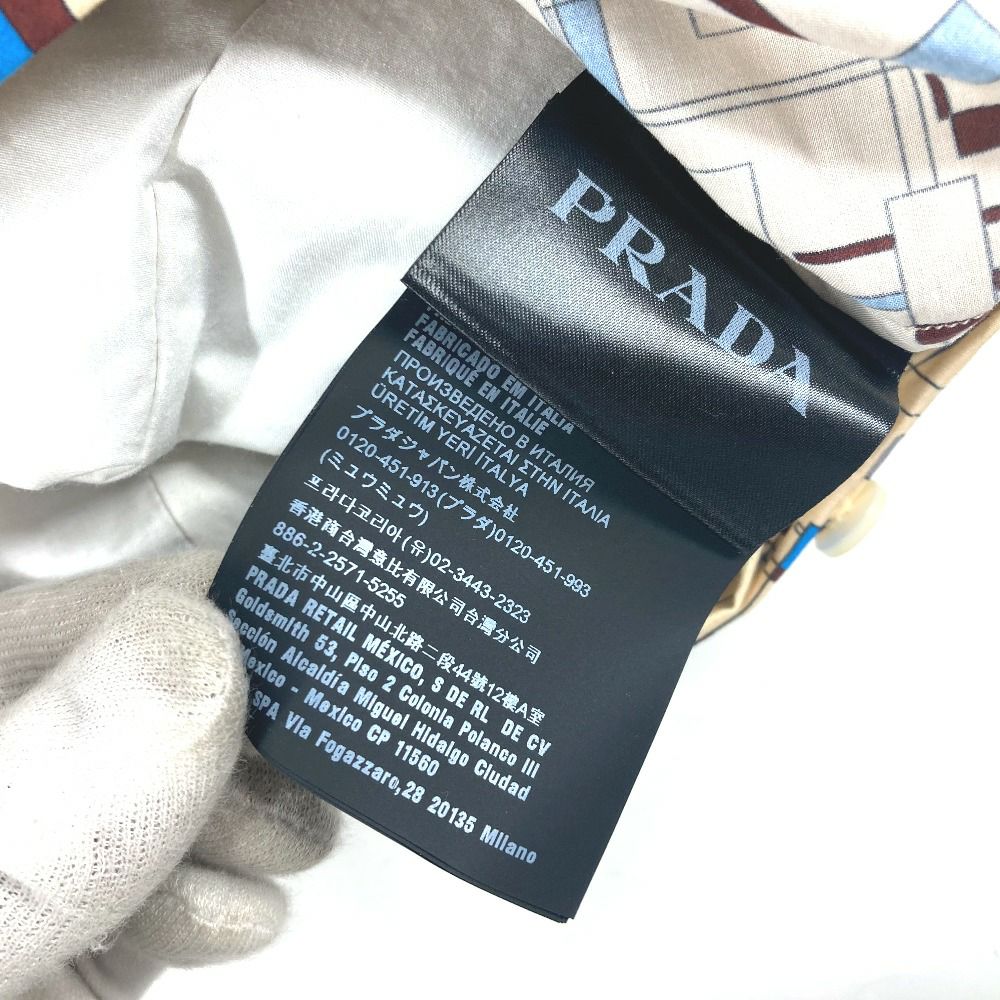 PRADA
FABRICADO EN ITALIA
FABRIQUÉ EN ITALIE
ПРОИЗВЕДЕНО В ИТАЛИЯ
ΚΑΤΑΣΚΕΥΑΖΕΤΑΙ ΣΤΗΝ ΙΤΑΛΙΑ
ÜRETİM YERİ İTALYA
プラダジャパン株式会社
0120-451-913(プラダ)0120-451-993
(ミュウミュウ)
프라다코리아(유)02-3443-2323
香港商台灣意比有限公司台灣分公司
886-2-2571-5255
臺北市中山區中山北路二段44號12樓A室
PRADA RETAIL MÉXICO, S DE RL DE CV
Goldsmith 53, Piso 2 Colonia Polanco III
Sección Alcaldía Miguel Hidalgo Ciudad
México - Mexico CP 11560
SPA Via Fogazzaro,28 20135 Milano